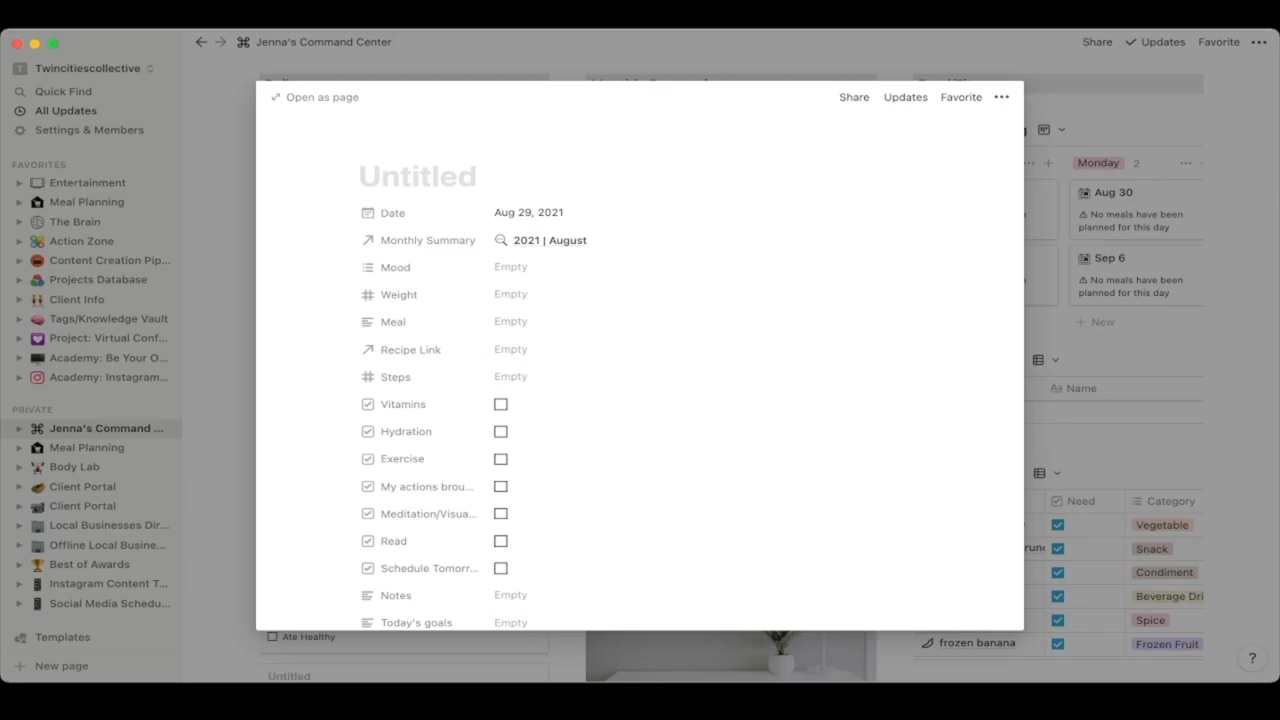 Jenna's Command Center
Share
Updates
Favorite
Twincitiescollective
Quick Find
All Updates
Settings & Members
FAVORITES
Entertainment
Meal Planning
The Brain
Action Zone
Content Creation Pip...
Projects Database
Client Info
Tags/Knowledge Vault
Project: Virtual Conf...
Academy: Be Your O...
Academy: Instagram...
PRIVATE
Jenna's Command ...
Meal Planning
Body Lab
Client Portal
Client Portal
Local Businesses Dir...
Offline Local Busine...
Best of Awards
Instagram Content T...
Social Media Schedu...
Templates
New page
Open as page
Share
Updates
Favorite
Untitled
Date Aug 29, 2021
Monthly Summary 2021 | August
Mood Empty
Weight Empty
Meal Empty
Recipe Link Empty
Steps Empty
Vitamins
Hydration
Exercise
My actions brou...
Meditation/Visua...
Read
Schedule Tomorr...
Notes Empty
Today's goals Empty
Ate Healthy
Untitled
Monday 2
Aug 30
⚠ No meals have been
planned for this day
Sep 6
⚠ No meals have been
planned for this day
+ New
Aa Name
Need Category
Vegetable
Snack
Condiment
Beverage Dri
Spice
frozen banana Frozen Fruit
?